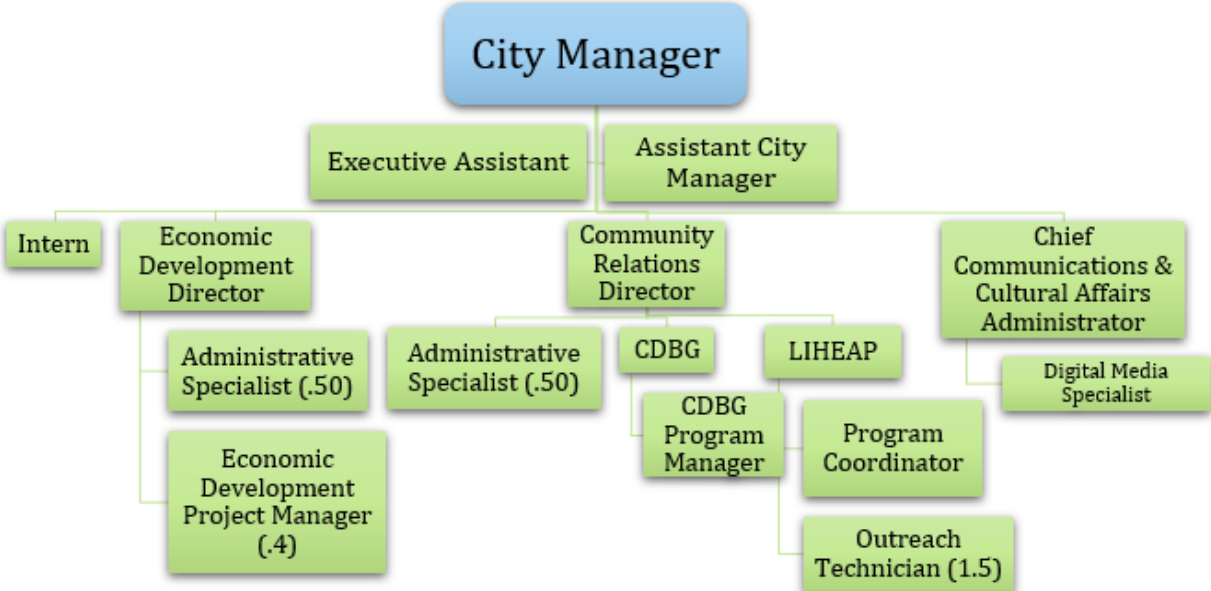 City Manager
Executive Assistant
Assistant City
Manager
Intern
Economic
Development
Director
Community
Relations
Director
Chief
Communications &
Cultural Affairs
Administrator
Administrative
Specialist (.50)
Administrative
Specialist (.50)
CDBG
LIHEAP
Digital Media
Specialist
CDBG
Program
Manager
Program
Coordinator
Economic
Development
Project Manager
(.4)
Outreach
Technician (1.5)